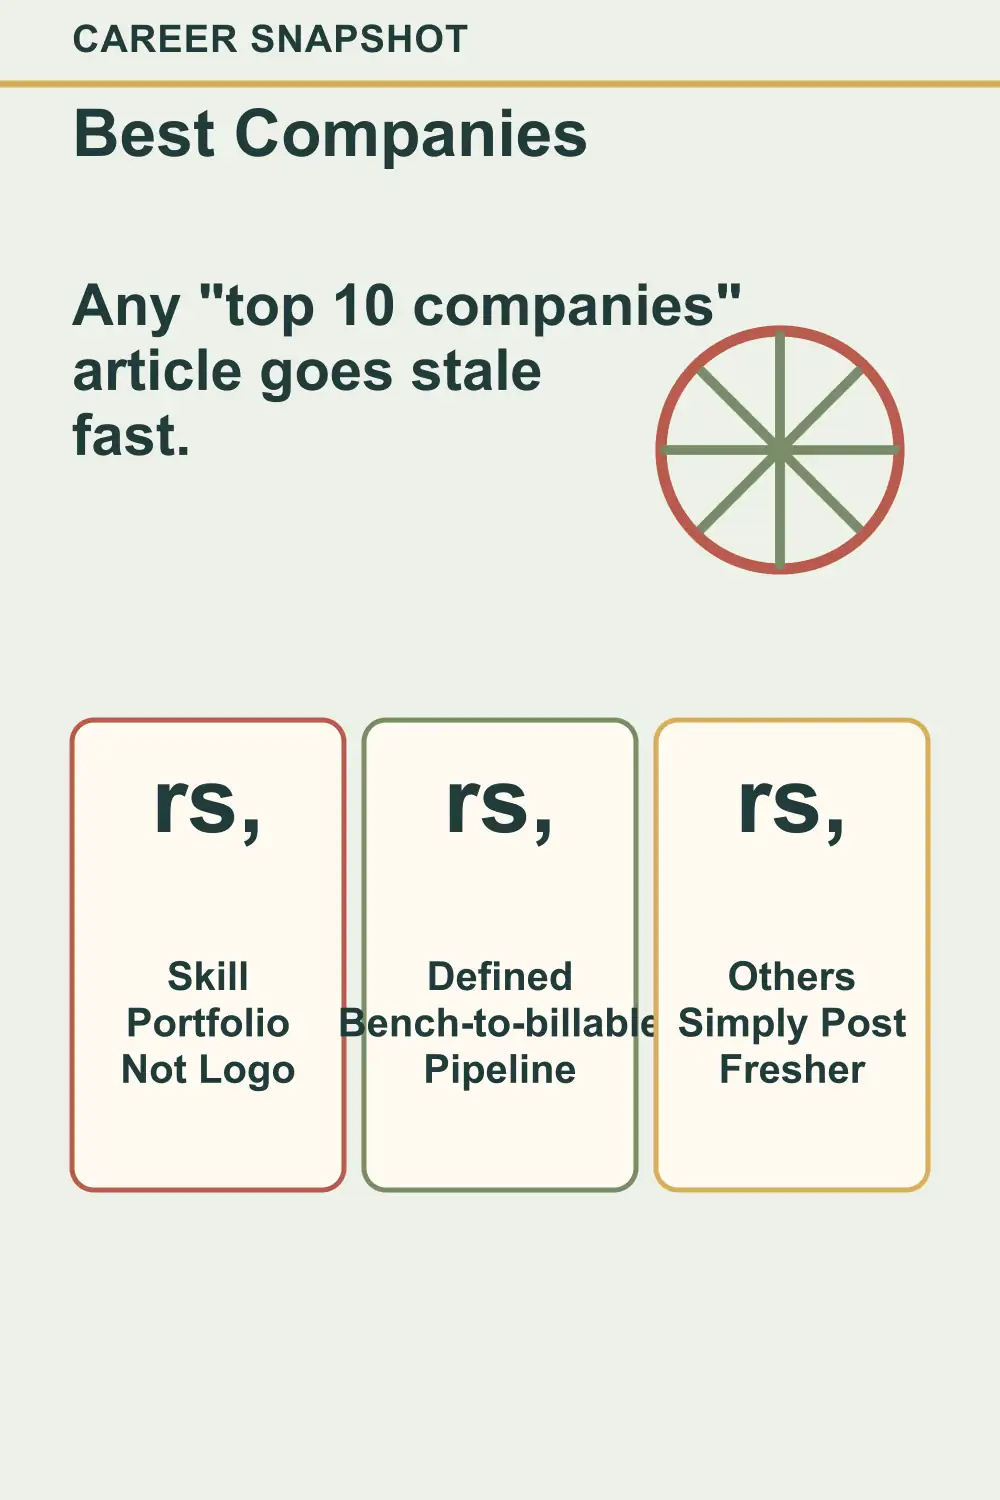 CAREER SNAPSHOT
Best Companies
Any "top 10 companies"
article goes stale
fast.
rs,
Skill
Portfolio
Not Logo
rs,
Defined
Bench-to-billable
Pipeline
rs,
Others
Simply Post
Fresher